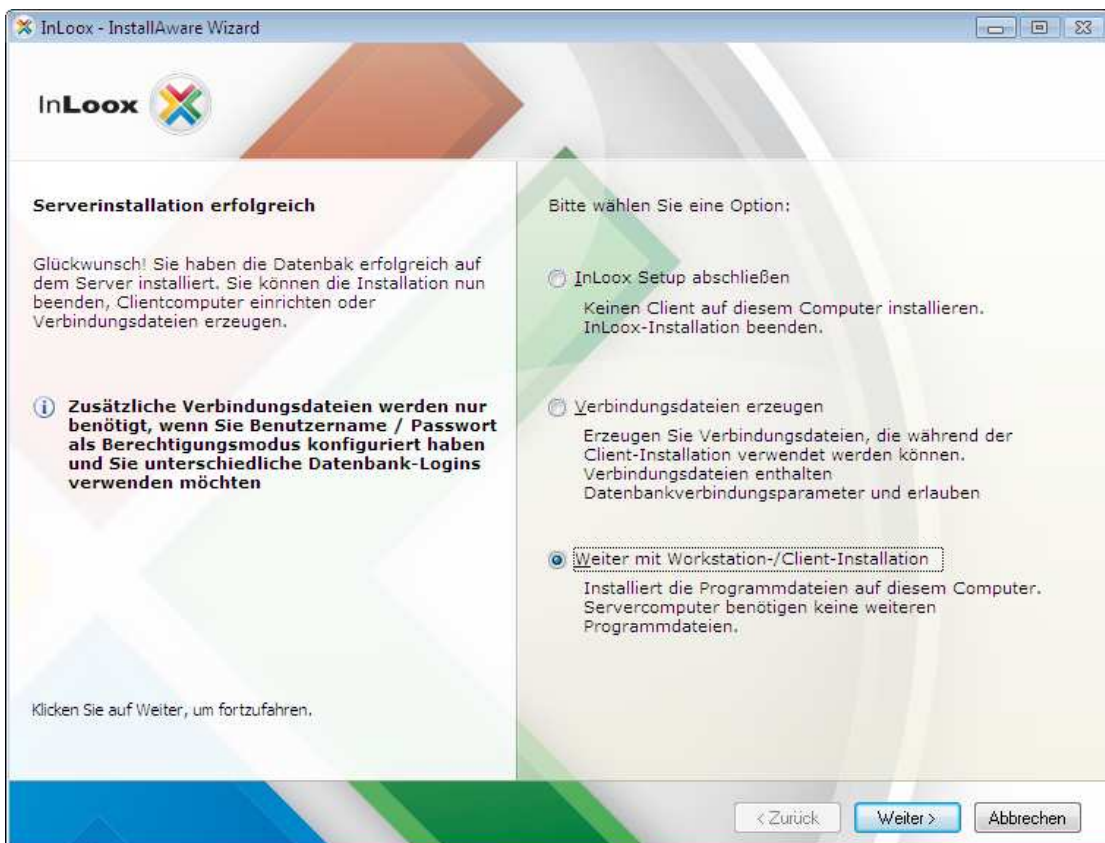 InLoox - InstallAware Wizard
InLoox
Serverinstallation erfolgreich
Glückwunsch! Sie haben die Datenbak erfolgreich auf
dem Server installiert. Sie können die Installation nun
beenden, Clientcomputer einrichten oder
Verbindungsdateien erzeugen.
Zusätzliche Verbindungsdateien werden nur
benötigt, wenn Sie Benutzername / Passwort
als Berechtigungsmodus konfiguriert haben
und Sie unterschiedliche Datenbank-Logins
verwenden möchten
Klicken Sie auf Weiter, um fortzufahren.
Bitte wählen Sie eine Option:
InLoox Setup abschließen
Keinen Client auf diesem Computer installieren.
InLoox-Installation beenden.
Verbindungsdateien erzeugen
Erzeugen Sie Verbindungsdateien, die während der
Client-Installation verwendet werden können.
Verbindungsdateien enthalten
Datenbankverbindungsparameter und erlauben
Weiter mit Workstation-/Client-Installation
Installiert die Programmdateien auf diesem Computer.
Servercomputer benötigen keine weiteren
Programmdateien.
< Zurück
Weiter >
Abbrechen